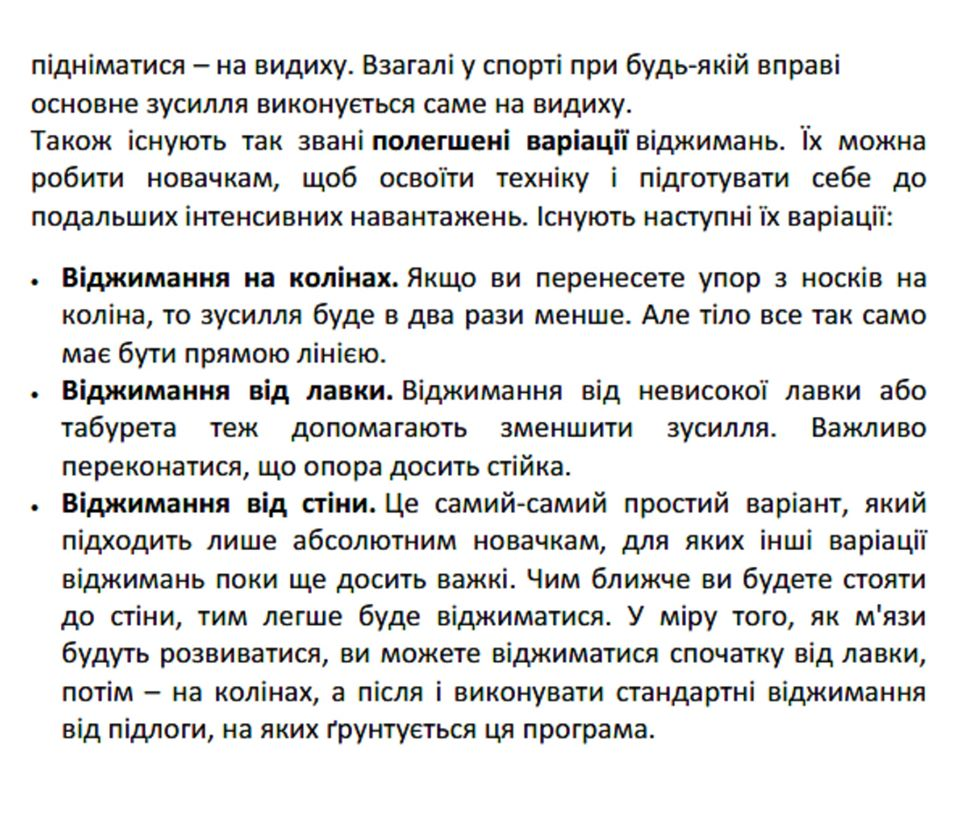 підніматися – на видиху. Взагалі у спорті при будь-якій вправі
основне зусилля виконується саме на видиху.
Також існують так звані полегшені варіації віджимань. Їх можна
робити новачкам, щоб освоїти техніку і підготувати себе до
подальших інтенсивних навантажень. Існують наступні їх варіації:
• Віджимання на колінах. Якщо ви перенесете упор з носків на
коліна, то зусилля буде в два рази менше. Але тіло все так само
має бути прямою лінією.
• Віджимання від лавки. Віджимання від невисокої лавки або
табурета теж допомагають зменшити зусилля. Важливо
переконатися, що опора досить стійка.
• Віджимання від стіни. Це самий-самий простий варіант, який
підходить лише абсолютним новачкам, для яких інші варіації
віджимань поки ще досить важкі. Чим ближче ви будете стояти
до стіни, тим легше буде віджиматися. У міру того, як м'язи
будуть розвиватися, ви можете віджиматися спочатку від лавки,
потім – на колінах, а після і виконувати стандартні віджимання
від підлоги, на яких ґрунтується ця програма.